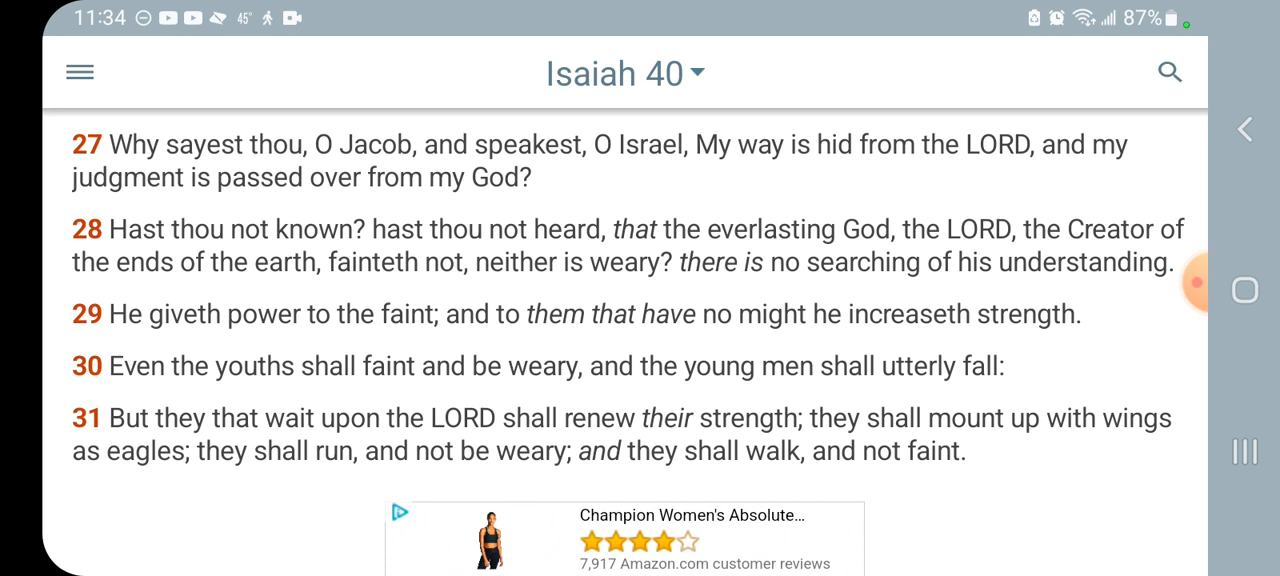 11:34 45° 87%
Isaiah 40
27 Why sayest thou, O Jacob, and speakest, O Israel, My way is hid from the LORD, and my
judgment is passed over from my God?
28 Hast thou not known? hast thou not heard, that the everlasting God, the LORD, the Creator of
the ends of the earth, fainteth not, neither is weary? there is no searching of his understanding.
29 He giveth power to the faint; and to them that have no might he increaseth strength.
30 Even the youths shall faint and be weary, and the young men shall utterly fall:
31 But they that wait upon the LORD shall renew their strength; they shall mount up with wings
as eagles; they shall run, and not be weary; and they shall walk, and not faint.
Champion Women's Absolute...
7,917 Amazon.com customer reviews